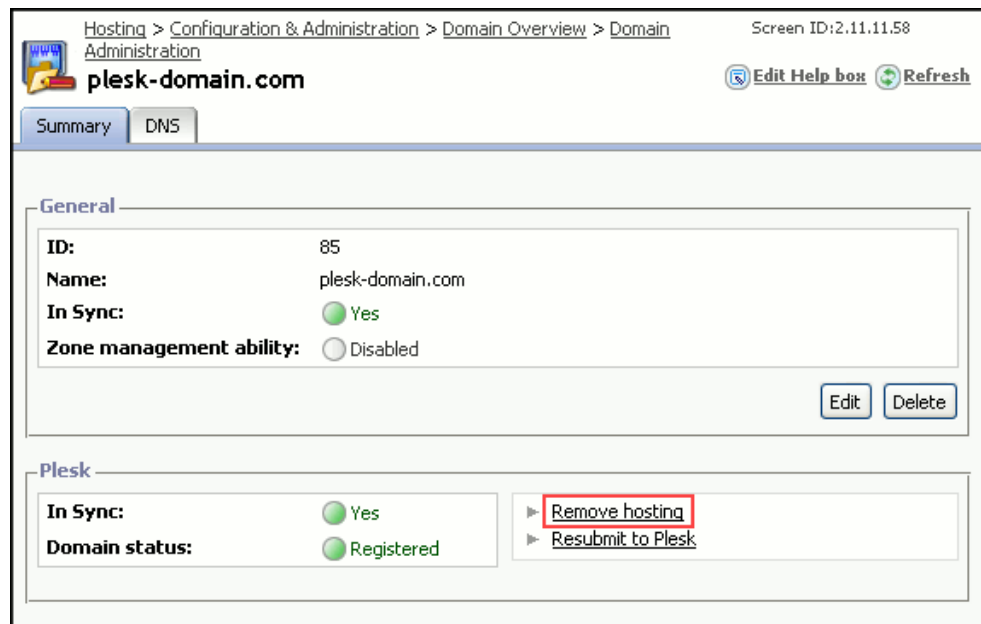 Hosting > Configuration & Administration > Domain Overview > Domain
Administration
Screen ID:2.11.11.58
plesk-domain.com
Edit Help box
Refresh
Summary
DNS
General
ID: 85
Name: plesk-domain.com
In Sync: Yes
Zone management ability: Disabled
Edit
Delete
Plesk
In Sync: Yes
Domain status: Registered
Remove hosting
Resubmit to Plesk